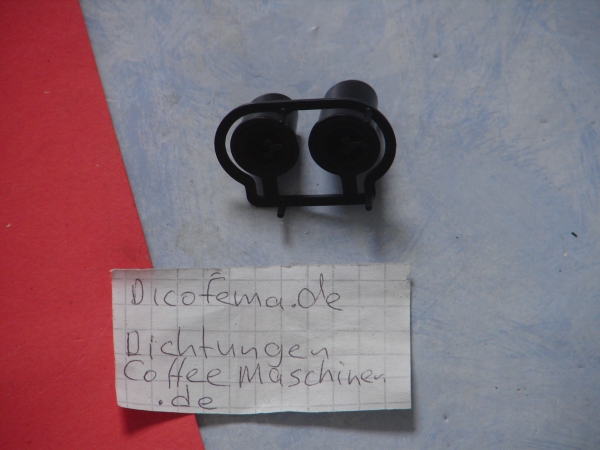 Dicofema.de
Dichtungen
Coffee Maschinen
.de